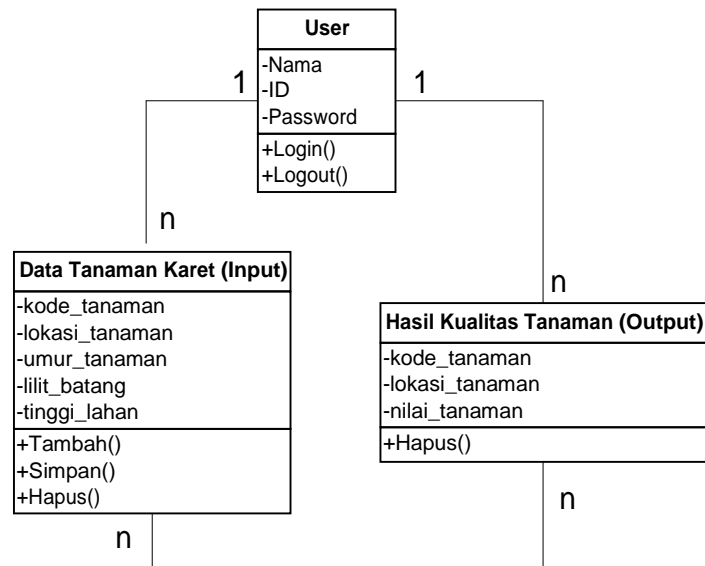 User
-Nama
-ID
-Password
+Login()
+Logout()
1
1
n
n
Data Tanaman Karet (Input)
-kode_tanaman
-lokasi_tanaman
-umur_tanaman
-lilit_batang
-tinggi_lahan
+Tambah()
+Simpan()
+Hapus()
n
Hasil Kualitas Tanaman (Output)
-kode_tanaman
-lokasi_tanaman
-nilai_tanaman
+Hapus()
n